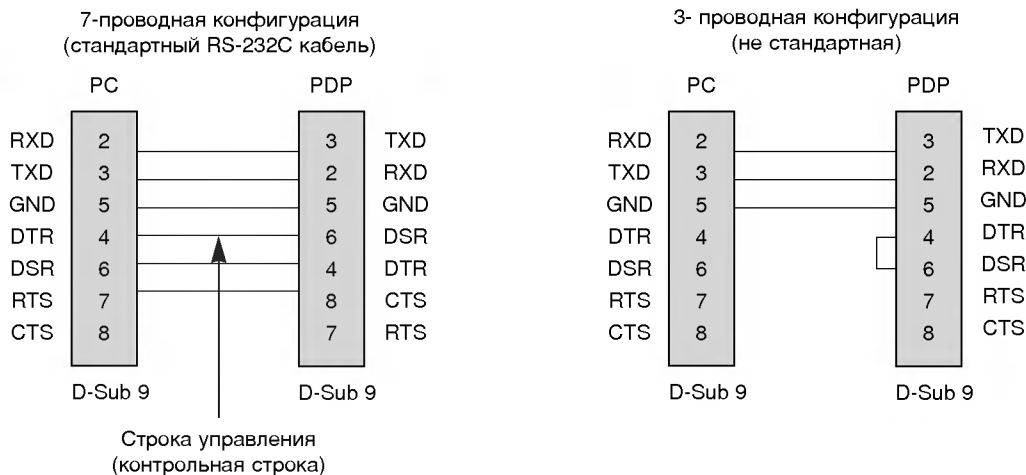 7-проводная конфигурация
(стандартный RS-232C кабель)
PC PDP
RXD 2 3 TXD
TXD 3 2 RXD
GND 5 5 GND
DTR 4 6 DSR
DSR 6 4 DTR
RTS 7 8 CTS
CTS 8 7 RTS
D-Sub 9 D-Sub 9
Строка управления
(контрольная строка)
3- проводная конфигурация
(не стандартная)
PC PDP
RXD 2 3 TXD
TXD 3 2 RXD
GND 5 5 GND
DTR 4 4 DTR
DSR 6 6 DSR
RTS 7 7 RTS
CTS 8 8 CTS
D-Sub 9 D-Sub 9